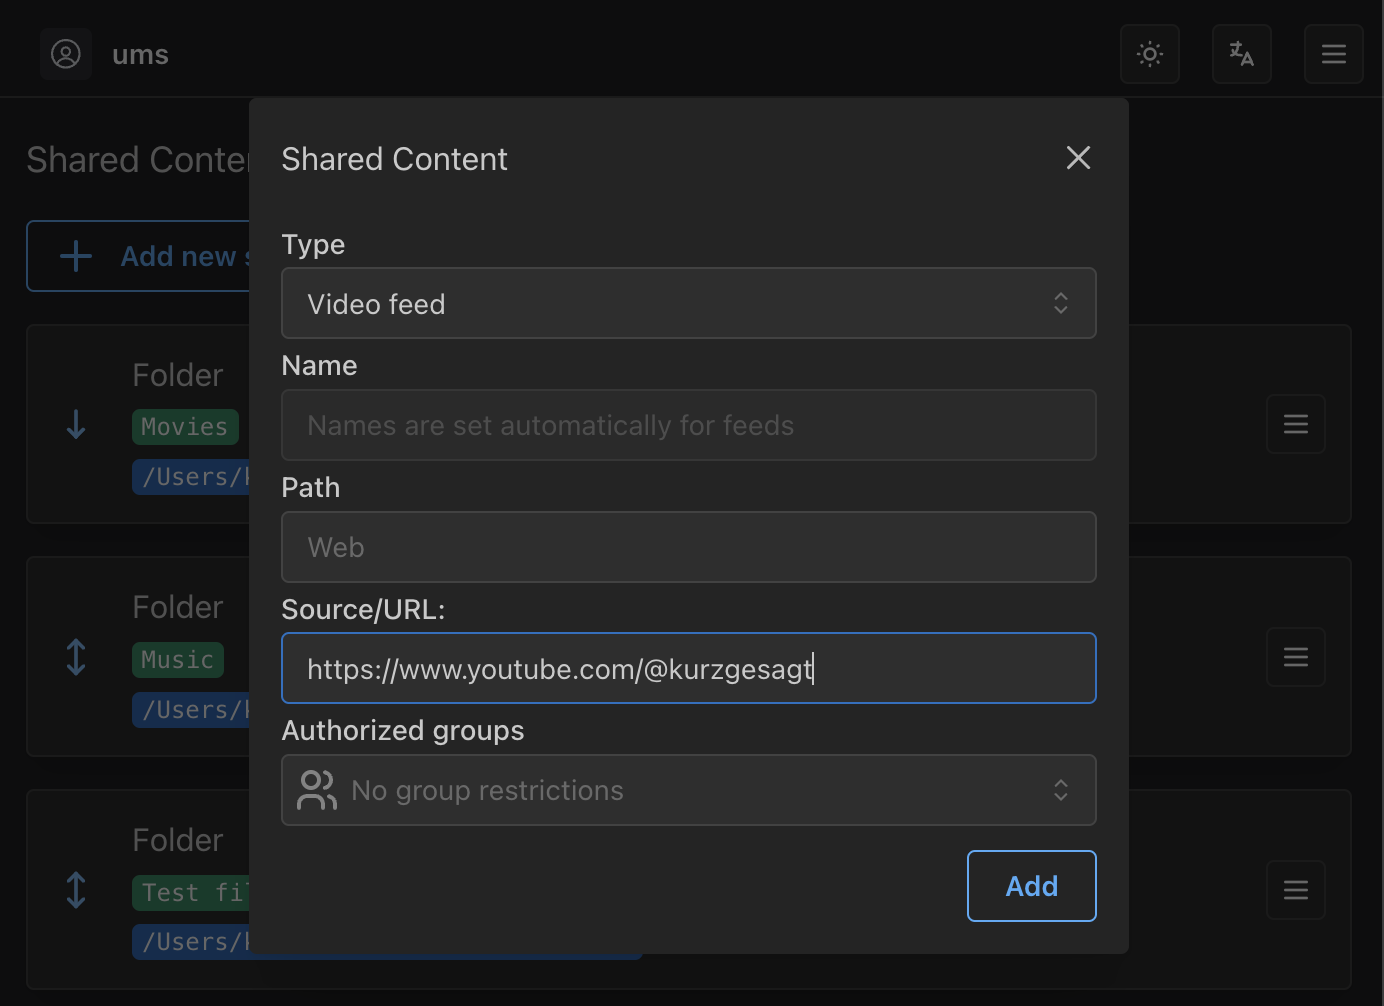 ums
Shared Content
Shared Conte
Type
Add new
Video feed
Name
Folder
Movies
Names are set automatically for feeds
/Users/
Path
Web
Folder
Source/URL:
Music
https://www.youtube.com/@kurzgesagt
/Users/
Authorized groups
No group restrictions
Folder
Test fi
Add
/Users/